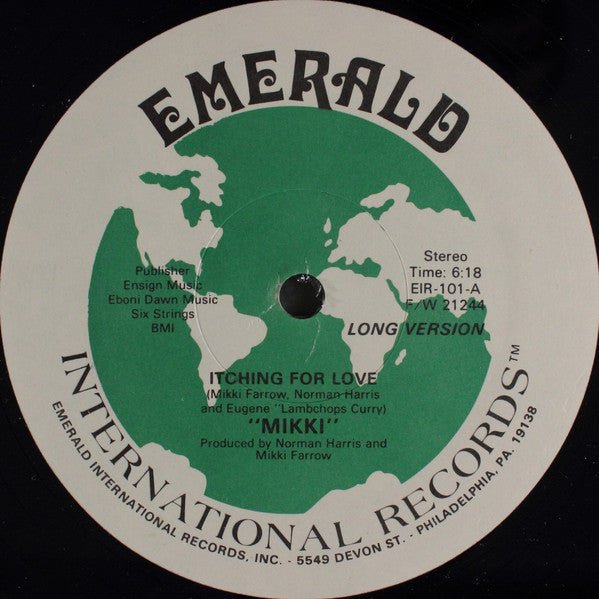 EMERALD
Publisher
Ensign Music
Eboni Dawn Music
Six Strings
BMI
Stereo
Time: 6:18
EIR-101-A
F/W 21244
LONG VERSION
ITCHING FOR LOVE
(Mikki Farrow, Norman Harris
and Eugene "Lambchops Curry)
"MIKKI"
Produced by Norman Harris and
Mikki Farrow
INTERNATIONAL RECORDS™
EMERALD INTERNATIONAL RECORDS, INC. - 5549 DEVON ST. - PHILADELPHIA, PA. 19138